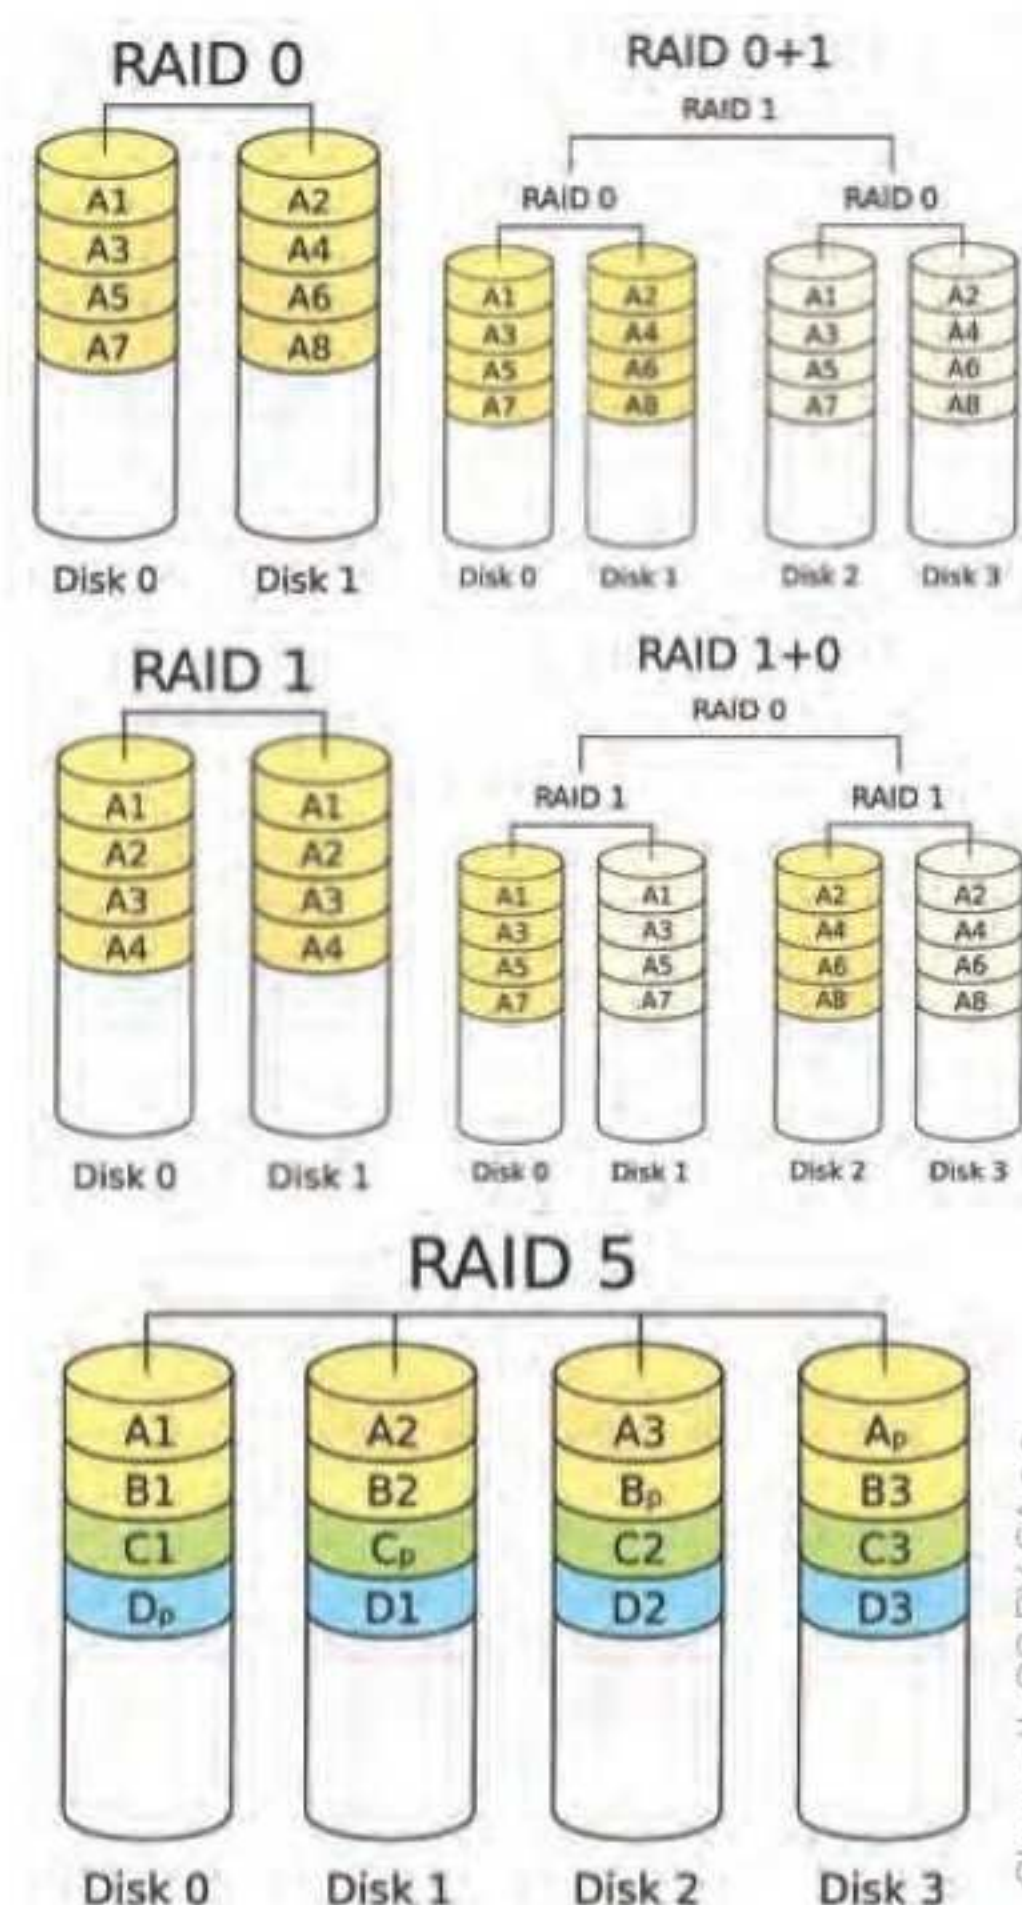 RAID 0
A1 A2
A3 A4
A5 A6
A7 A8
Disk 0 Disk 1
RAID 0+1
RAID 1
RAID 0 RAID 0
A1 A2 A1 A2
A3 A4 A3 A4
A5 A6 A5 A6
A7 A8 A7 A8
Disk 0 Disk 1 Disk 2 Disk 3
RAID 1
A1 A1
A2 A2
A3 A3
A4 A4
Disk 0 Disk 1
RAID 1+0
RAID 0
RAID 1 RAID 1
A1 A1 A2 A2
A3 A3 A4 A4
A5 A5 A6 A6
A7 A7 A8 A8
Disk 0 Disk 1 Disk 2 Disk 3
RAID 5
A1 A2 A3 Ap
B1 B2 Bp B3
C1 Cp C2 C3
Dp D1 D2 D3
Disk 0 Disk 1 Disk 2 Disk 3